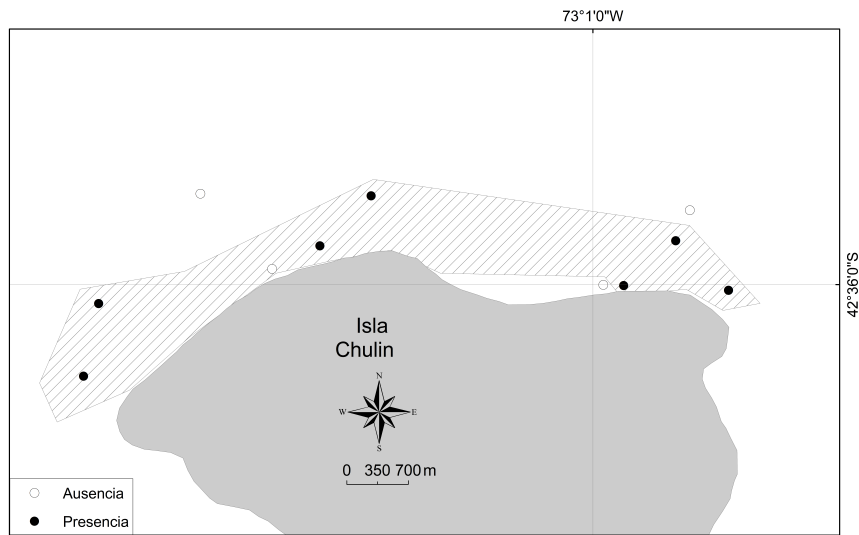 73°1'0"W
42°36'0"S
Isla
Chulin
N
W E
S
0 350 700 m
Ausencia
Presencia